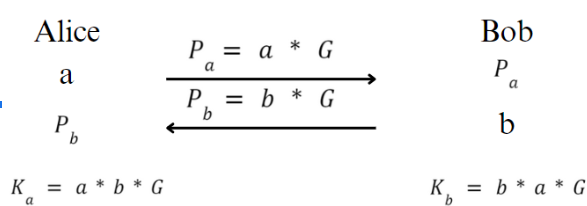 Alice Bob
P_a = a * G
a P_a
P_b = b * G
P_b b
K_a = a * b * G K_b = b * a * G